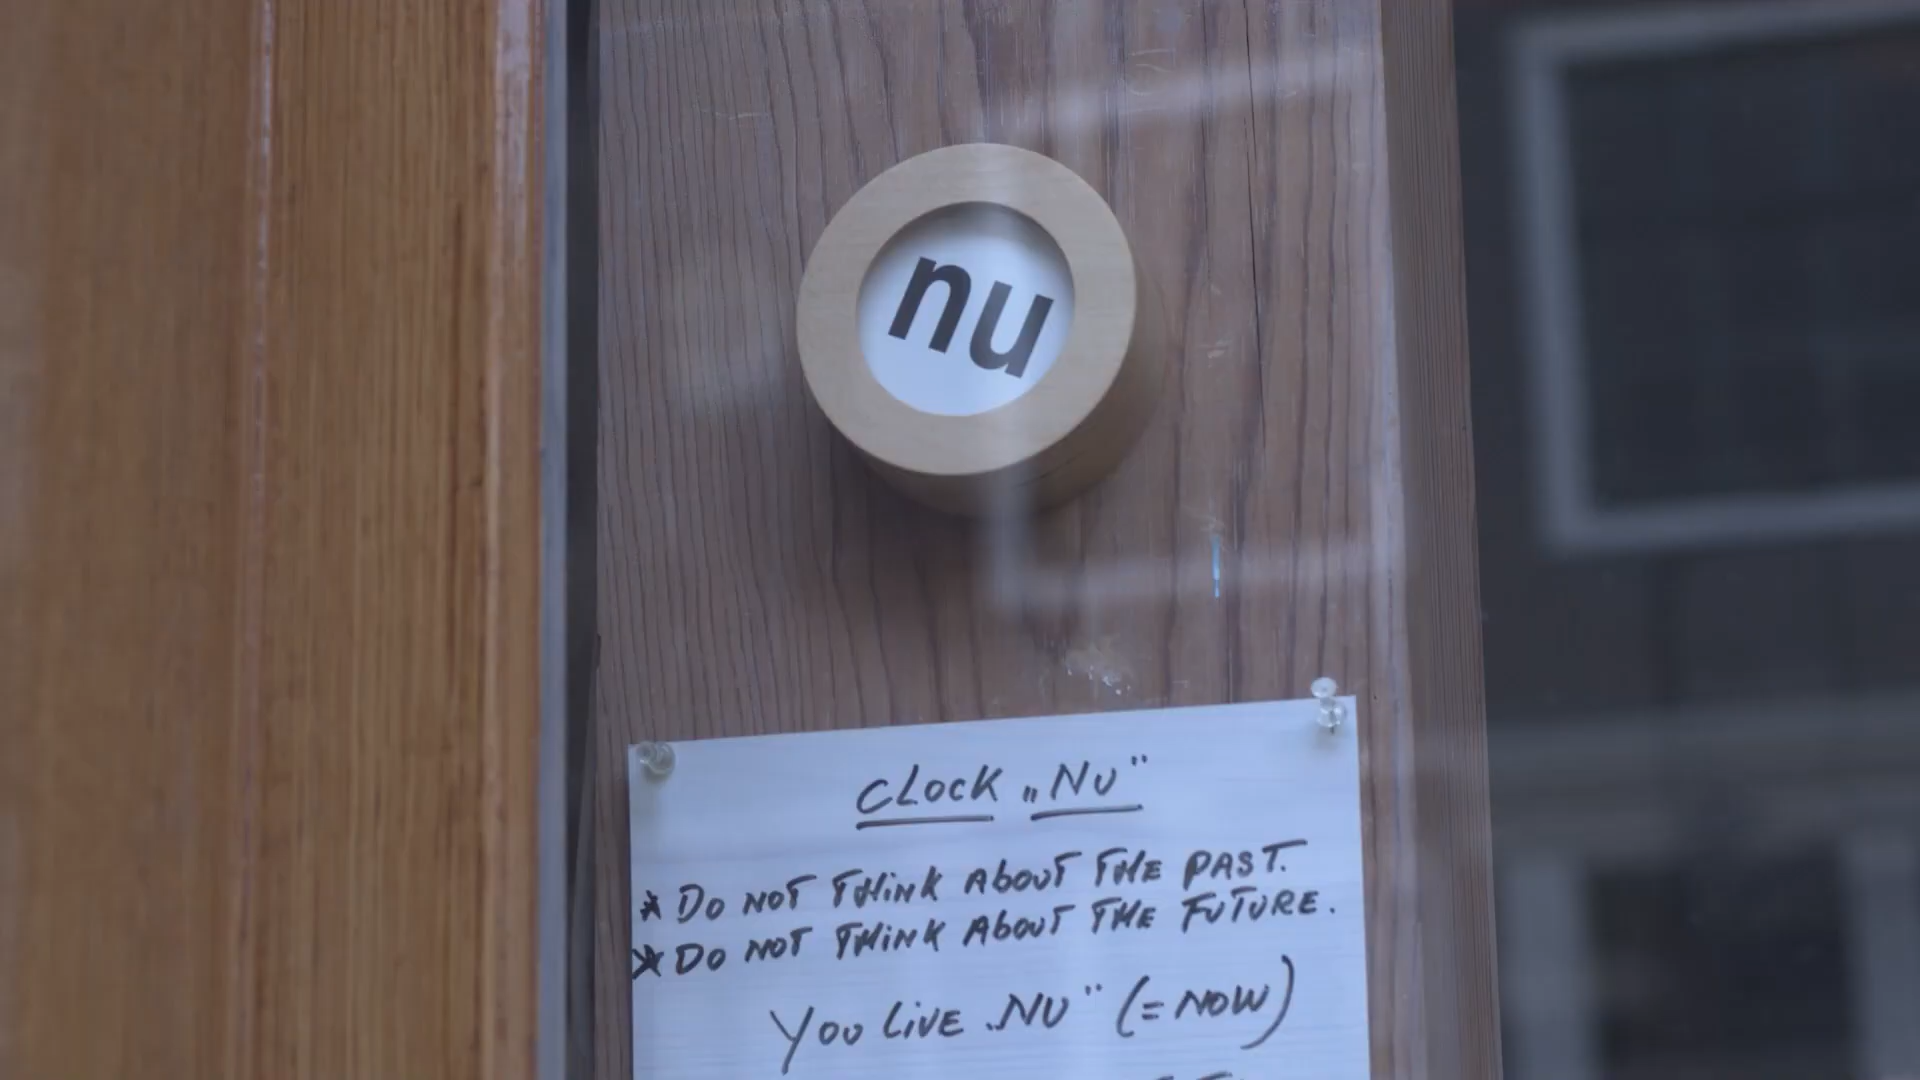 nu
CLOCK „NU"
* DO NOT THINK ABOUT THE PAST.
* DO NOT THINK ABOUT THE FUTURE.
YOU LIVE „NU" (= NOW)